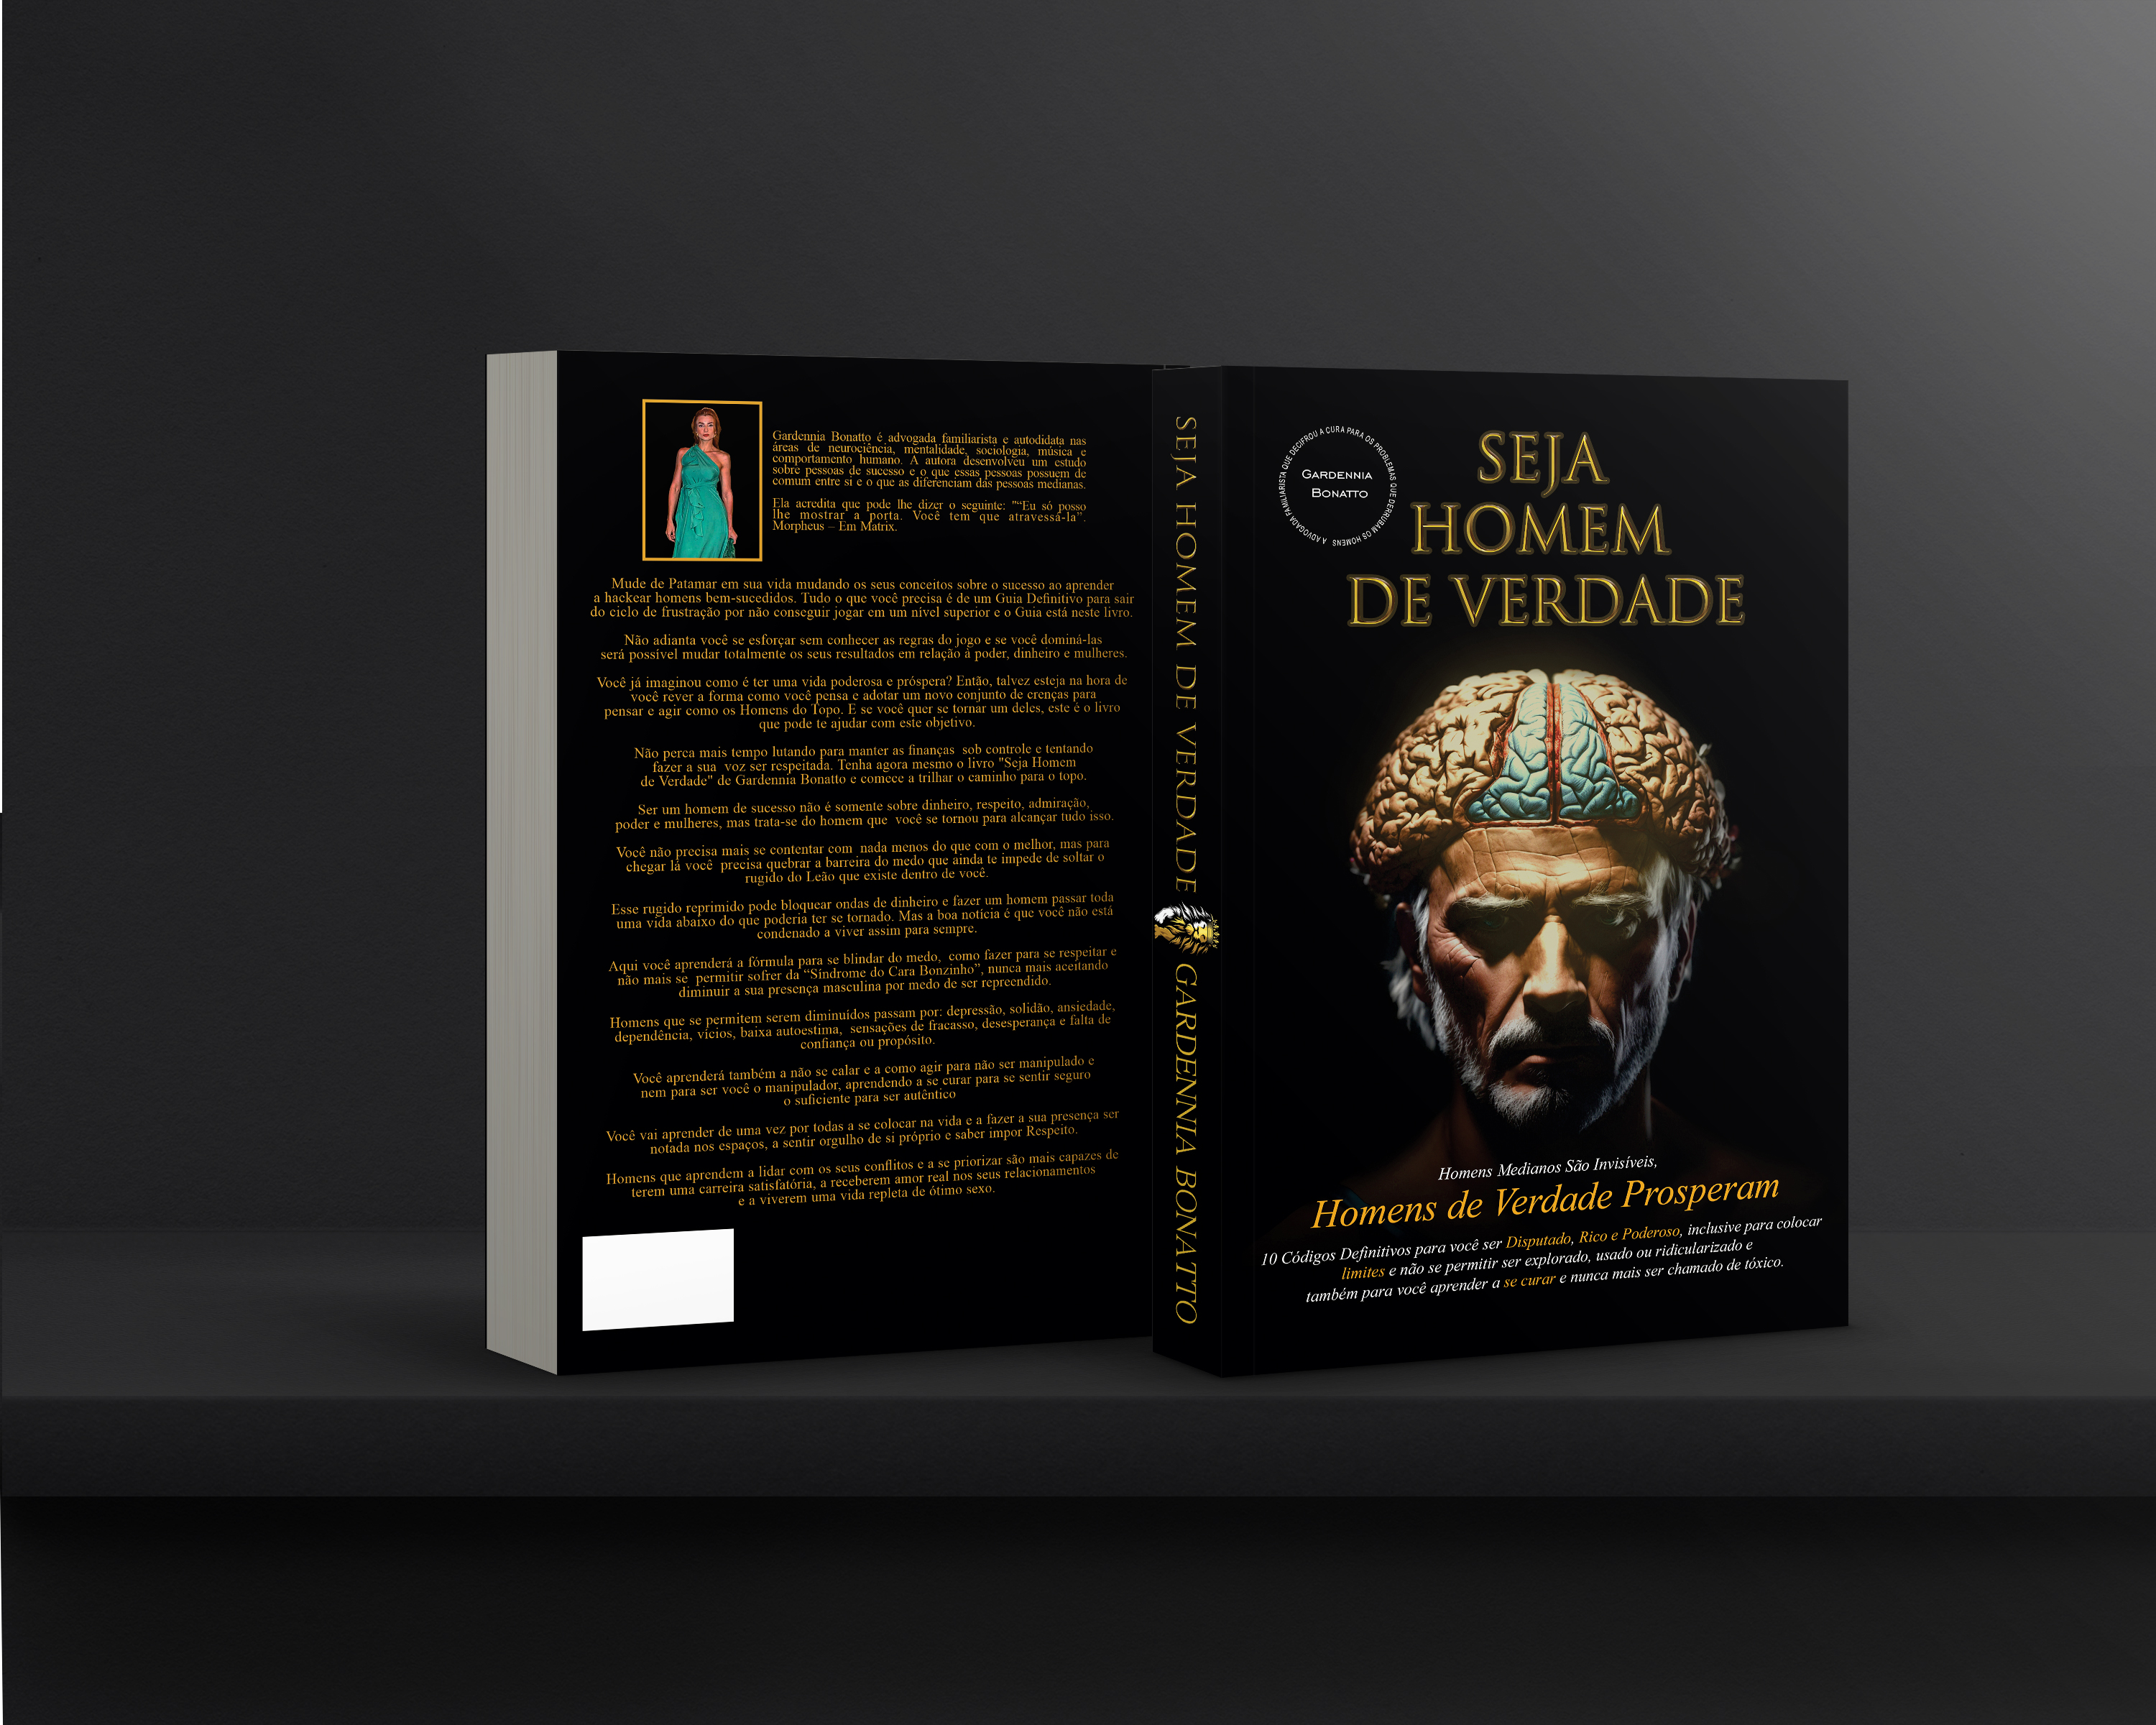 Gardennia Bonatto é advogada familiarista e autodidata nas
áreas de neurociência, mentalidade, sociologia, música e
comportamento humano. A autora desenvolveu um estudo
sobre pessoas de sucesso e o que essas pessoas possuem de
comum entre si e o que as diferenciam das pessoas medianas.
Ela acredita que pode lhe dizer o seguinte: "“Eu só posso
lhe mostrar a porta. Você tem que atravessá-la”.
Morpheus – Em Matrix.
Mude de Patamar em sua vida mudando os seus conceitos sobre o sucesso ao aprender
a hackear homens bem-sucedidos. Tudo o que você precisa é de um Guia Definitivo para sair
do ciclo de frustração por não conseguir jogar em um nível superior e o Guia está neste livro.
Não adianta você se esforçar sem conhecer as regras do jogo e se você dominá-las
será possível mudar totalmente os seus resultados em relação à poder, dinheiro e mulheres.
Você já imaginou como é ter uma vida poderosa e próspera? Então, talvez esteja na hora de
você rever a forma como você pensa e adotar um novo conjunto de crenças para
pensar e agir como os Homens do Topo. E se você quer se tornar um deles, este é o livro
que pode te ajudar com este objetivo.
Não perca mais tempo lutando para manter as finanças sob controle e tentando
fazer a sua voz ser respeitada. Tenha agora mesmo o livro "Seja Homem
de Verdade" de Gardennia Bonatto e comece a trilhar o caminho para o topo.
Ser um homem de sucesso não é somente sobre dinheiro, respeito, admiração,
poder e mulheres, mas trata-se do homem que você se tornou para alcançar tudo isso.
Você não precisa mais se contentar com nada menos do que com o melhor, mas para
chegar lá você precisa quebrar a barreira do medo que ainda te impede de soltar o
rugido do Leão que existe dentro de você.
Esse rugido reprimido pode bloquear ondas de dinheiro e fazer um homem passar toda
uma vida abaixo do que poderia ter se tornado. Mas a boa notícia é que você não está
condenado a viver assim para sempre.
Aqui você aprenderá a fórmula para se blindar do medo, como fazer para se respeitar e
não mais se permitir sofrer da “Síndrome do Cara Bonzinho”, nunca mais aceitando
diminuir a sua presença masculina por medo de ser repreendido.
Homens que se permitem serem diminuídos passam por: depressão, solidão, ansiedade,
dependência, vícios, baixa autoestima, sensações de fracasso, desesperança e falta de
confiança ou propósito.
Você aprenderá também a não se calar e a como agir para não ser manipulado e
nem para ser você o manipulador, aprendendo a se curar para se sentir seguro
o suficiente para ser autêntico
Você vai aprender de uma vez por todas a se colocar na vida e a fazer a sua presença ser
notada nos espaços, a sentir orgulho de si próprio e saber impor Respeito.
Homens que aprendem a lidar com os seus conflitos e a se priorizar são mais capazes de
terem uma carreira satisfatória, a receberem amor real nos seus relacionamentos
e a viverem uma vida repleta de ótimo sexo.
SEJA HOMEM DE VERDADE GARDENNIA BONATTO
A ADVOGADA FAMILIARISTA QUE DECIFROU A CURA PARA OS PROBLEMAS QUE DERRUBAM OS HOMENS
GARDENNIA
BONATTO
SEJA
HOMEM
DE VERDADE
Homens Medianos São Invisíveis,
Homens de Verdade Prosperam
10 Códigos Definitivos para você ser Disputado, Rico e Poderoso, inclusive para colocar
limites e não se permitir ser explorado, usado ou ridicularizado e
também para você aprender a se curar e nunca mais ser chamado de tóxico.